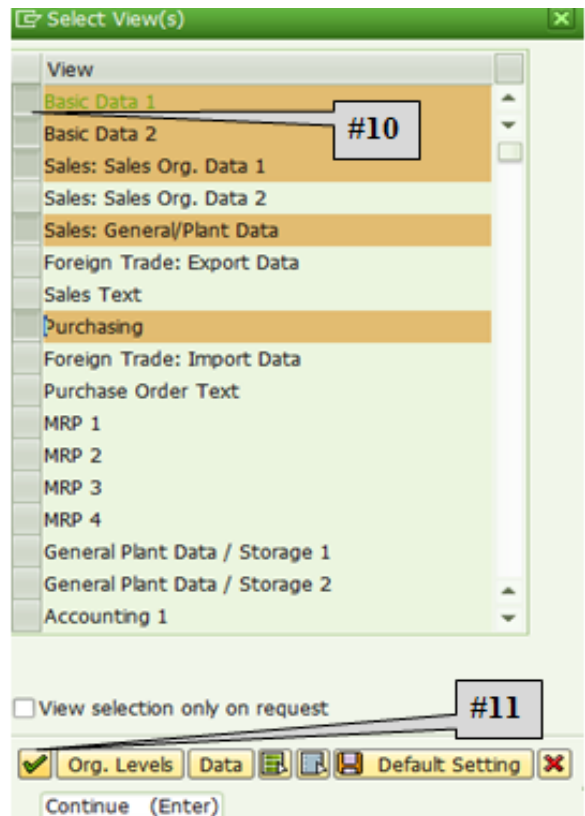 Select View(s)
View
Basic Data 1
#10
Basic Data 2
Sales: Sales Org. Data 1
Sales: Sales Org. Data 2
Sales: General/Plant Data
Foreign Trade: Export Data
Sales Text
Purchasing
Foreign Trade: Import Data
Purchase Order Text
MRP 1
MRP 2
MRP 3
MRP 4
General Plant Data / Storage 1
General Plant Data / Storage 2
Accounting 1
View selection only on request
#11
Org. Levels Data Default Setting
Continue (Enter)